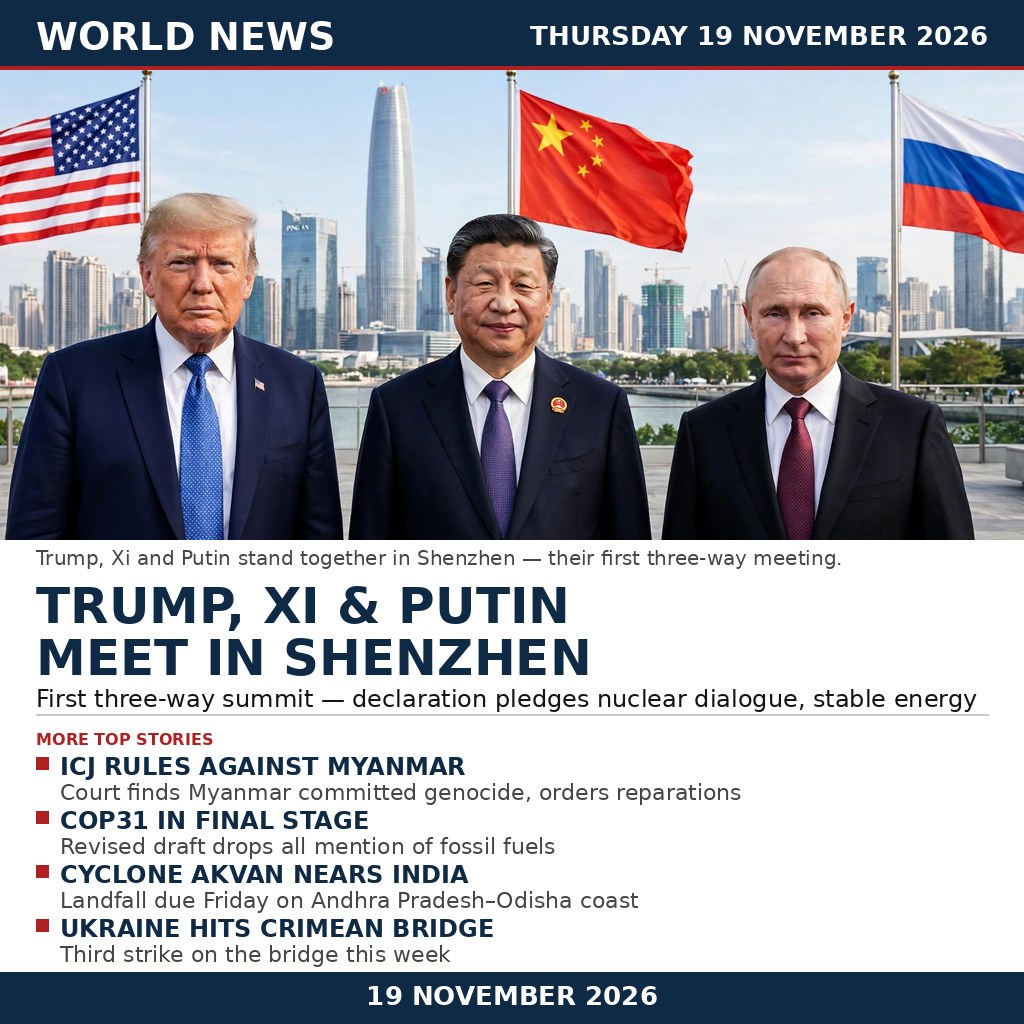 WORLD NEWS
THURSDAY 19 NOVEMBER 2026
PING AN
Trump, Xi and Putin stand together in Shenzhen — their first three-way meeting.
TRUMP, XI & PUTIN
MEET IN SHENZHEN
First three-way summit — declaration pledges nuclear dialogue, stable energy
MORE TOP STORIES
ICJ RULES AGAINST MYANMAR
Court finds Myanmar committed genocide, orders reparations
COP31 IN FINAL STAGE
Revised draft drops all mention of fossil fuels
CYCLONE AKVAN NEARS INDIA
Landfall due Friday on Andhra Pradesh–Odisha coast
UKRAINE HITS CRIMEAN BRIDGE
Third strike on the bridge this week
19 NOVEMBER 2026